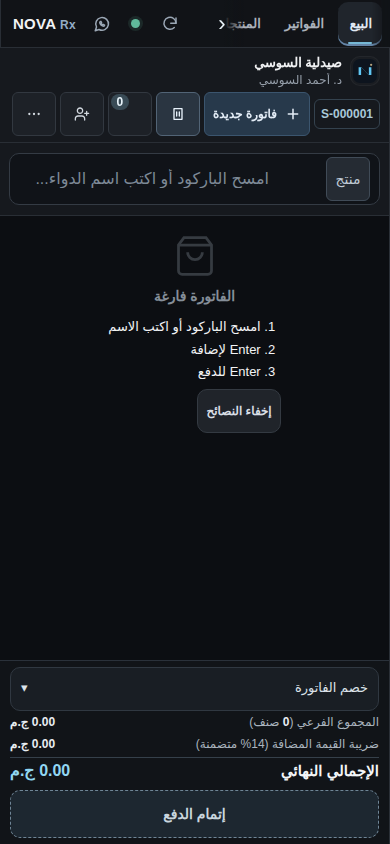 البيع الفواتير المنتجا NOVA Rx
صيدلية السوسي
د. أحمد السوسي
S-000001 فاتورة جديدة 0
منتج امسح الباركود أو اكتب اسم الدواء...
الفاتورة فارغة
1. امسح الباركود أو اكتب الاسم
2. Enter لإضافة
3. Enter للدفع
إخفاء النصائح
خصم الفاتورة
المجموع الفرعي (0 صنف) 0.00 ج.م
ضريبة القيمة المضافة (14% متضمنة) 0.00 ج.م
الإجمالي النهائي 0.00 ج.م
إتمام الدفع